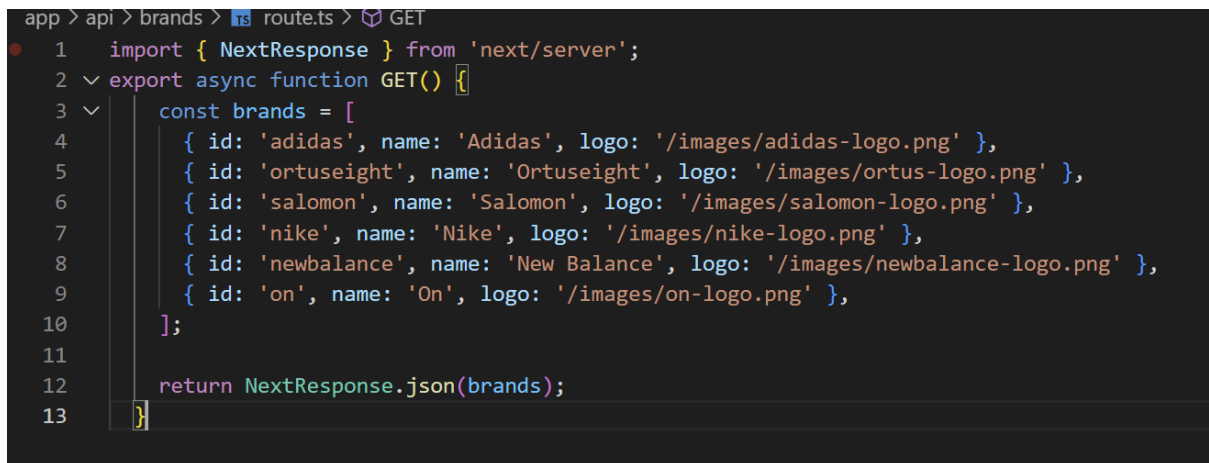 app > api > brands > TS route.ts > GET
1 import { NextResponse } from 'next/server';
2 export async function GET() {
3 const brands = [
4 { id: 'adidas', name: 'Adidas', logo: '/images/adidas-logo.png' },
5 { id: 'ortuseight', name: 'Ortuseight', logo: '/images/ortus-logo.png' },
6 { id: 'salomon', name: 'Salomon', logo: '/images/salomon-logo.png' },
7 { id: 'nike', name: 'Nike', logo: '/images/nike-logo.png' },
8 { id: 'newbalance', name: 'New Balance', logo: '/images/newbalance-logo.png' },
9 { id: 'on', name: 'On', logo: '/images/on-logo.png' },
10 ];
11
12 return NextResponse.json(brands);
13 }